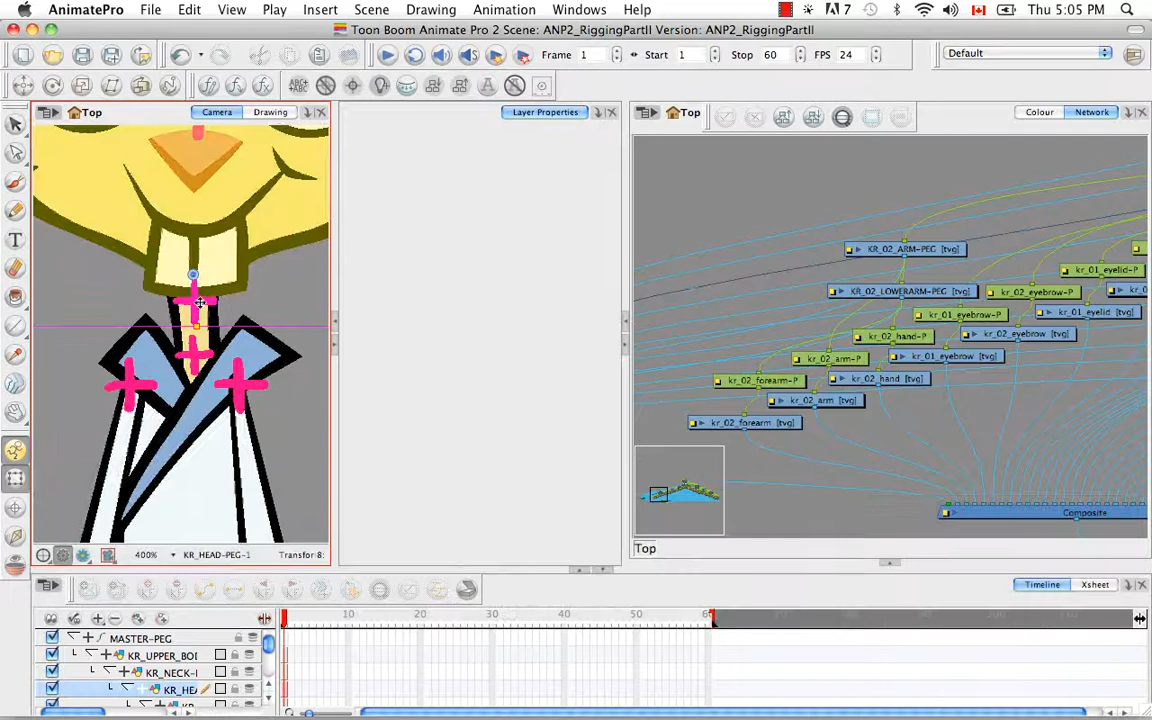 AnimatePro File Edit View Play Insert Scene Drawing Animation Windows Help 7 Thu 5:05 PM
Toon Boom Animate Pro 2 Scene: ANP2_RiggingPartII Version: ANP2_RiggingPartII
Frame 1 Start 1 Stop 60 FPS 24 Default
Top Camera Drawing Layer Properties Top Colour Network
KR_02_ARM-PEG [tvg]
kr_01_eyelid-P
KR_02_LOWERARM-PEG [tvg]
kr_02_eyebrow-P
kr_01_eyebrow-P
kr_01_eyelid [tvg]
kr_02_hand-P
kr_02_eyebrow [tvg]
kr_02_arm-P
kr_01_eyebrow [tvg]
kr_02_forearm-P
kr_02_hand [tvg]
kr_02_arm [tvg]
kr_02_forearm [tvg]
Composite
Top
400% KR_HEAD-PEG-1 Transfor 8:
Timeline Xsheet
10 20 30 40 50 60
MASTER-PEG
KR_UPPER_BOI
KR_NECK-I
KR_HEA